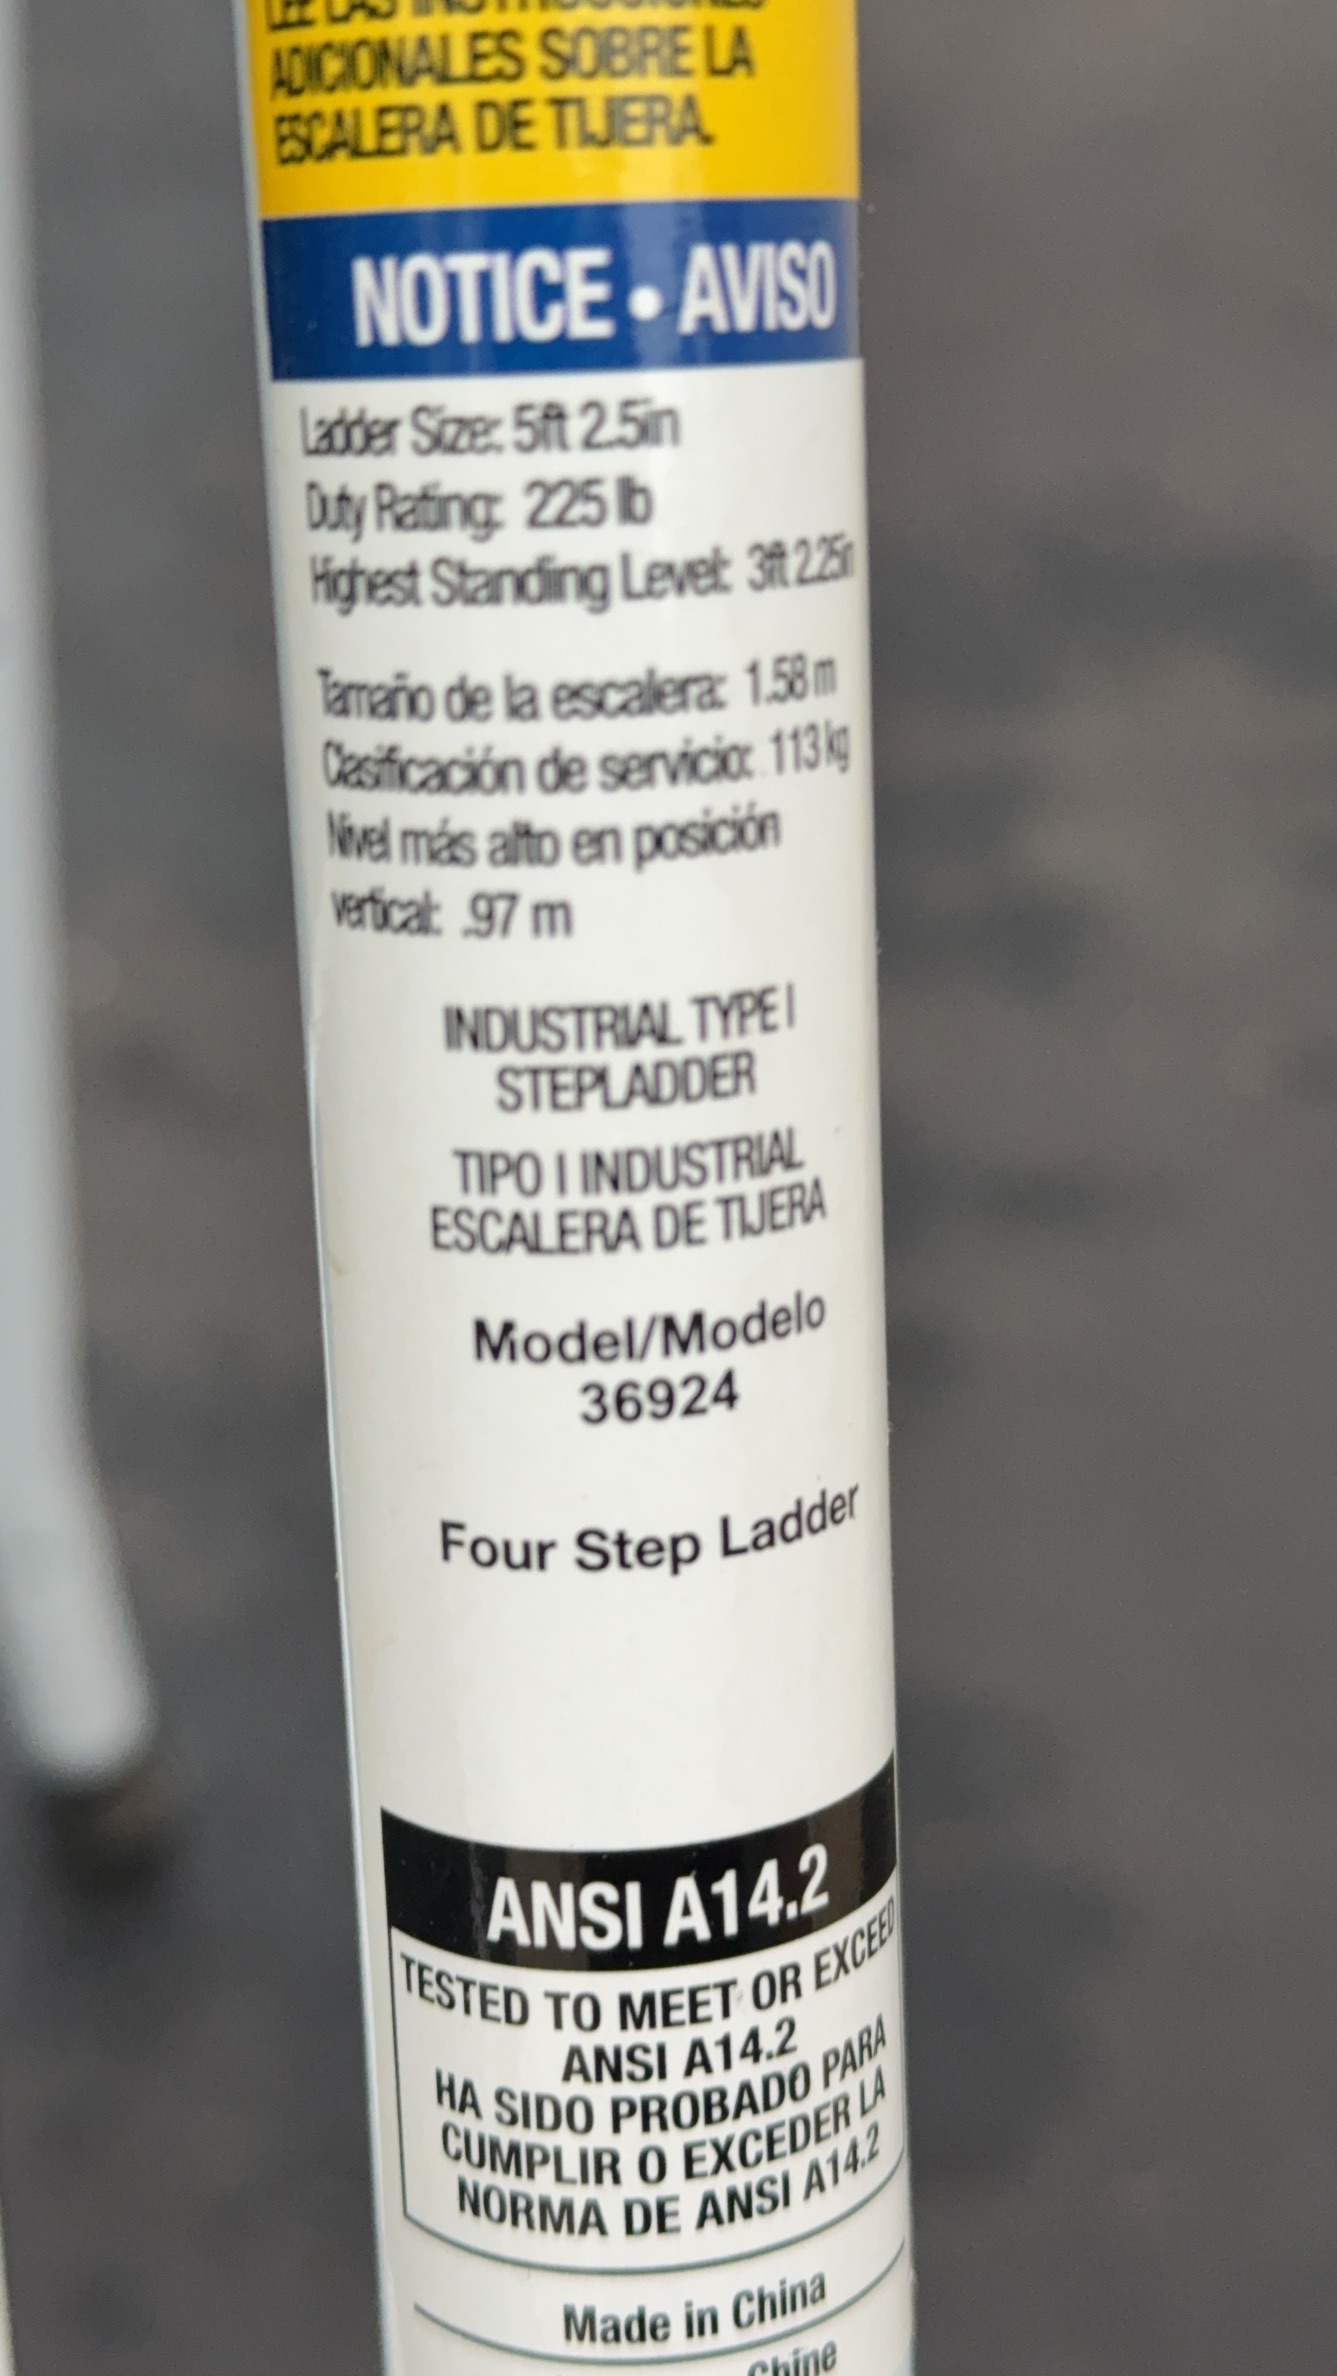 LEE LAS INSTRUCCIONES
ADICIONALES SOBRE LA
ESCALERA DE TIJERA.
NOTICE • AVISO
Ladder Size: 5ft 2.5in
Duty Rating: 225 lb
Highest Standing Level: 3ft 2.25in
Tamaño de la escalera: 1.58 m
Clasificación de servicio: 113 kg
Nivel más alto en posición
vertical: .97 m
INDUSTRIAL TYPE I
STEPLADDER
TIPO I INDUSTRIAL
ESCALERA DE TIJERA
Model/Modelo
36924
Four Step Ladder
ANSI A14.2
TESTED TO MEET OR EXCEED
ANSI A14.2
HA SIDO PROBADO PARA
CUMPLIR O EXCEDER LA
NORMA DE ANSI A14.2
Made in China
Chine